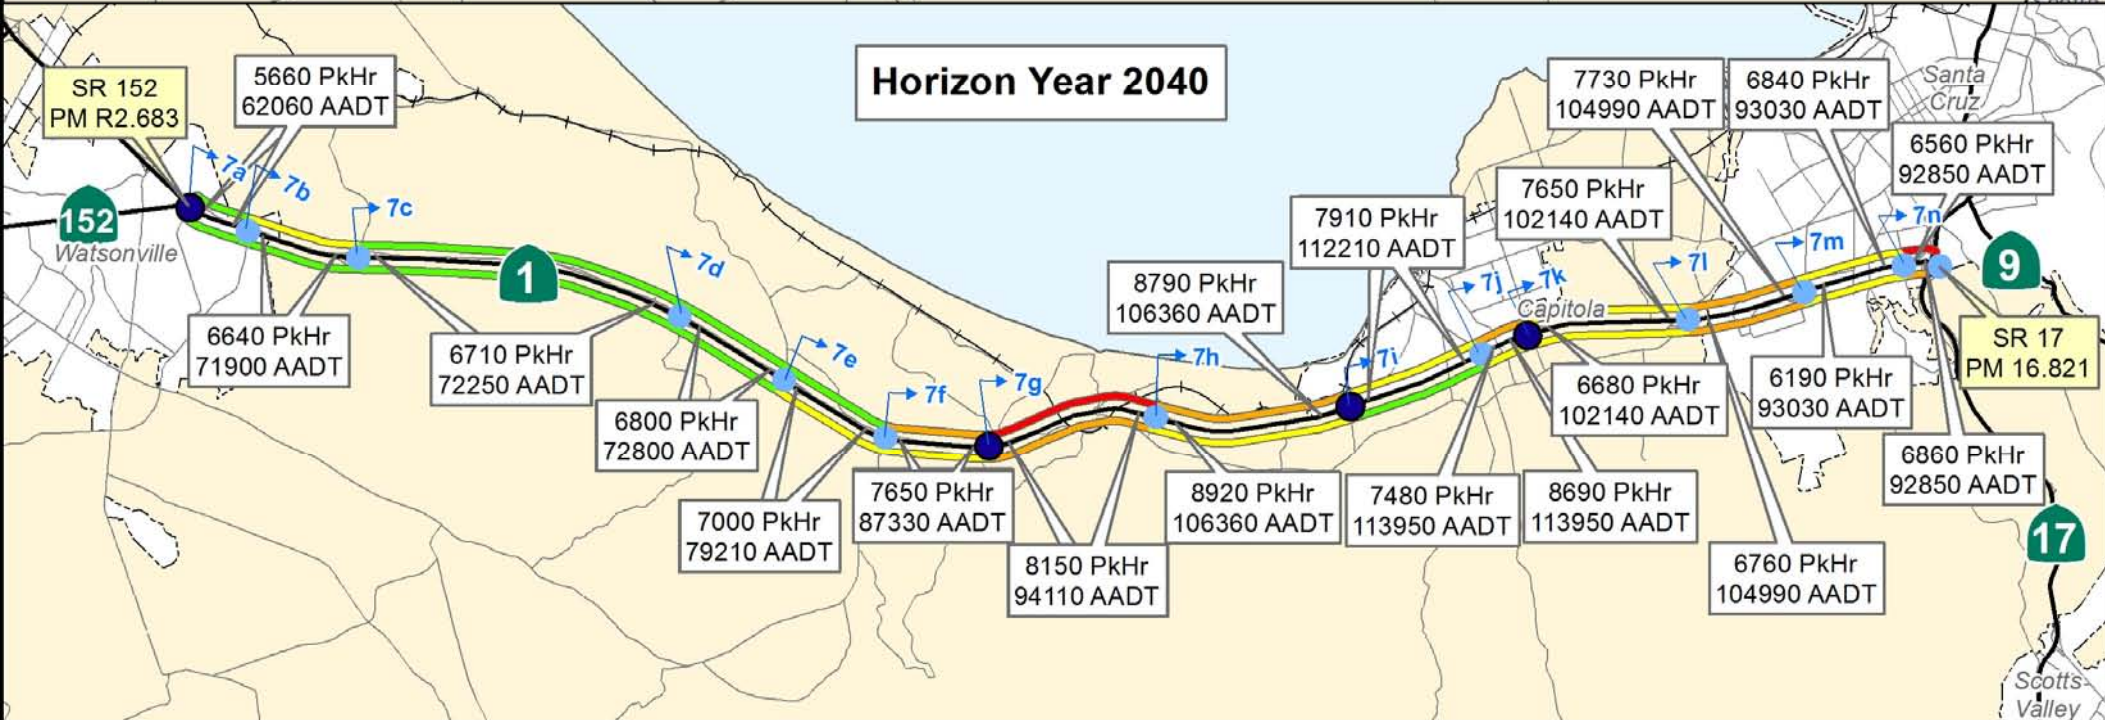 Horizon Year 2040
SR 152
PM R2.683
5660 PkHr
62060 AADT
152
Watsonville
7a
7b
7c
1
7d
7e
7f
7g
7h
7i
7j
7k
7l
7m
7n
6640 PkHr
71900 AADT
6710 PkHr
72250 AADT
6800 PkHr
72800 AADT
7000 PkHr
79210 AADT
7650 PkHr
87330 AADT
8150 PkHr
94110 AADT
8790 PkHr
106360 AADT
8920 PkHr
106360 AADT
7910 PkHr
112210 AADT
7480 PkHr
113950 AADT
Capitola
8690 PkHr
113950 AADT
7650 PkHr
102140 AADT
6680 PkHr
102140 AADT
7730 PkHr
104990 AADT
6760 PkHr
104990 AADT
6840 PkHr
93030 AADT
6190 PkHr
93030 AADT
Santa
Cruz
6560 PkHr
92850 AADT
6860 PkHr
92850 AADT
9
SR 17
PM 16.821
17
Scotts
Valley